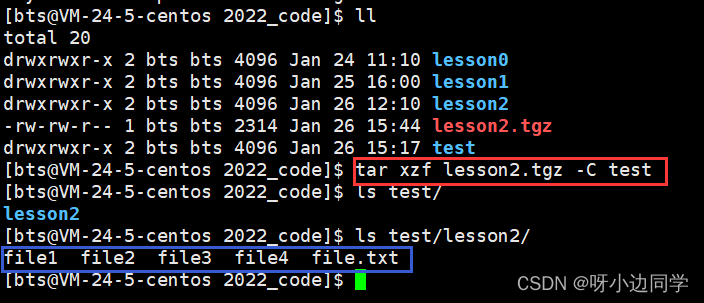 [bts@VM-24-5-centos 2022_code]$ ll
total 20
drwxrwxr-x 2 bts bts 4096 Jan 24 11:10 lesson0
drwxrwxr-x 2 bts bts 4096 Jan 25 16:00 lesson1
drwxrwxr-x 2 bts bts 4096 Jan 26 12:10 lesson2
-rw-rw-r-- 1 bts bts 2314 Jan 26 15:44 lesson2.tgz
drwxrwxr-x 2 bts bts 4096 Jan 26 15:17 test
[bts@VM-24-5-centos 2022_code]$ tar xzf lesson2.tgz -C test
[bts@VM-24-5-centos 2022_code]$ ls test/
lesson2
[bts@VM-24-5-centos 2022_code]$ ls test/lesson2/
file1 file2 file3 file4 file.txt
[bts@VM-24-5-centos 2022_code]$
CSDN @呀小边同学